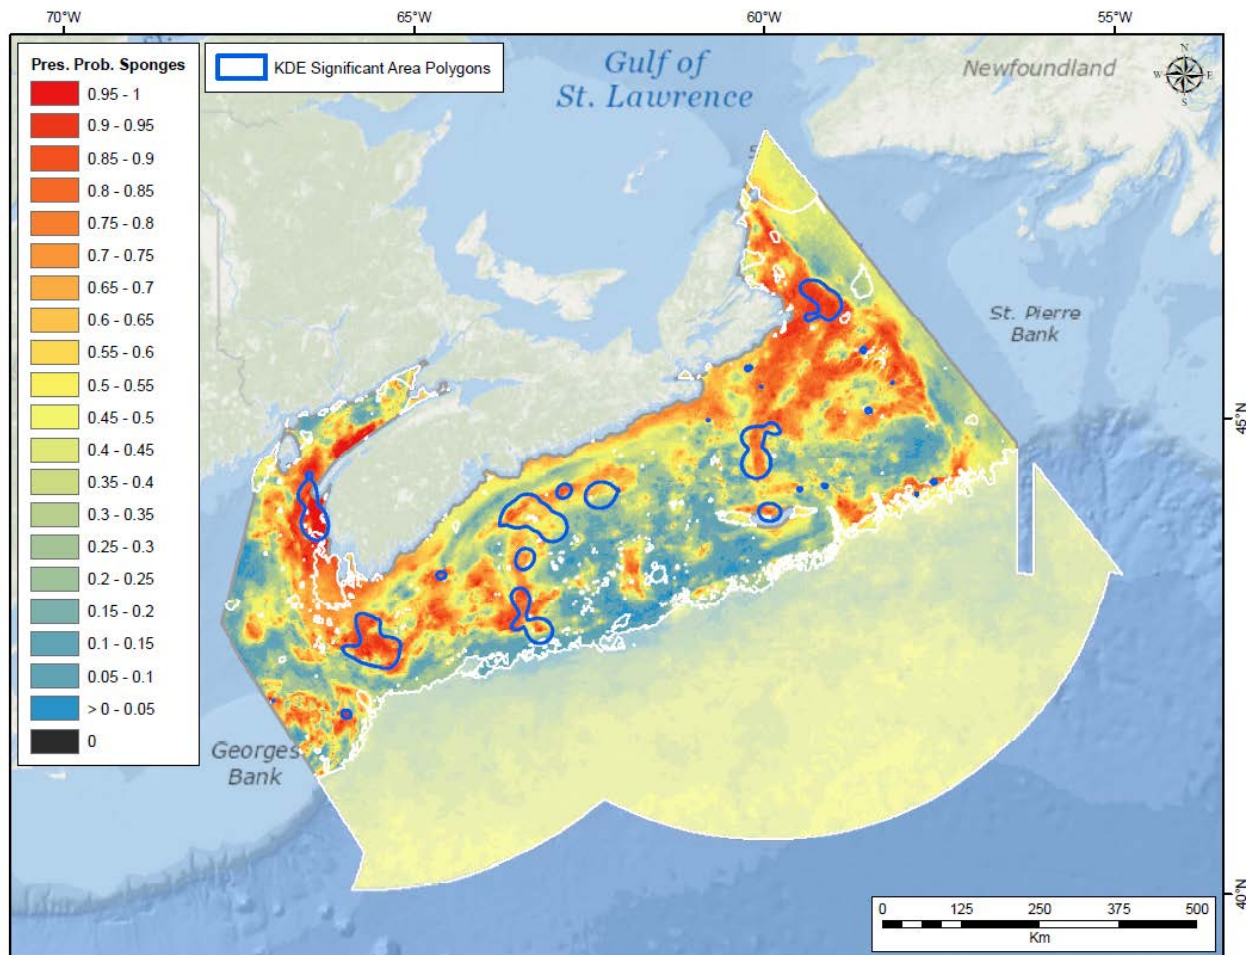 70°W
65°W
60°W
55°W
Pres. Prob. Sponges
0.95 - 1
0.9 - 0.95
0.85 - 0.9
0.8 - 0.85
0.75 - 0.8
0.7 - 0.75
0.65 - 0.7
0.6 - 0.65
0.55 - 0.6
0.5 - 0.55
0.45 - 0.5
0.4 - 0.45
0.35 - 0.4
0.3 - 0.35
0.25 - 0.3
0.2 - 0.25
0.15 - 0.2
0.1 - 0.15
0.05 - 0.1
> 0 - 0.05
0
KDE Significant Area Polygons
Gulf of
St. Lawrence
Newfoundland
N
W E
S
St. Pierre
Bank
45°N
Georges
Bank
40°N
0 125 250 375 500
Km